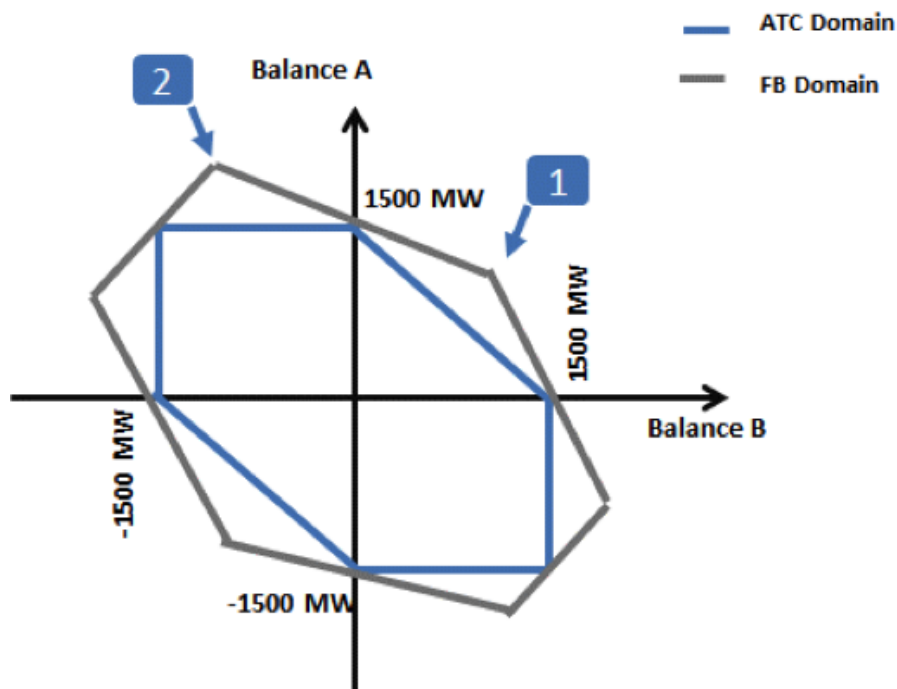 ATC Domain
FB Domain
Balance A
2
1
1500 MW
1500 MW
Balance B
-1500 MW
-1500 MW